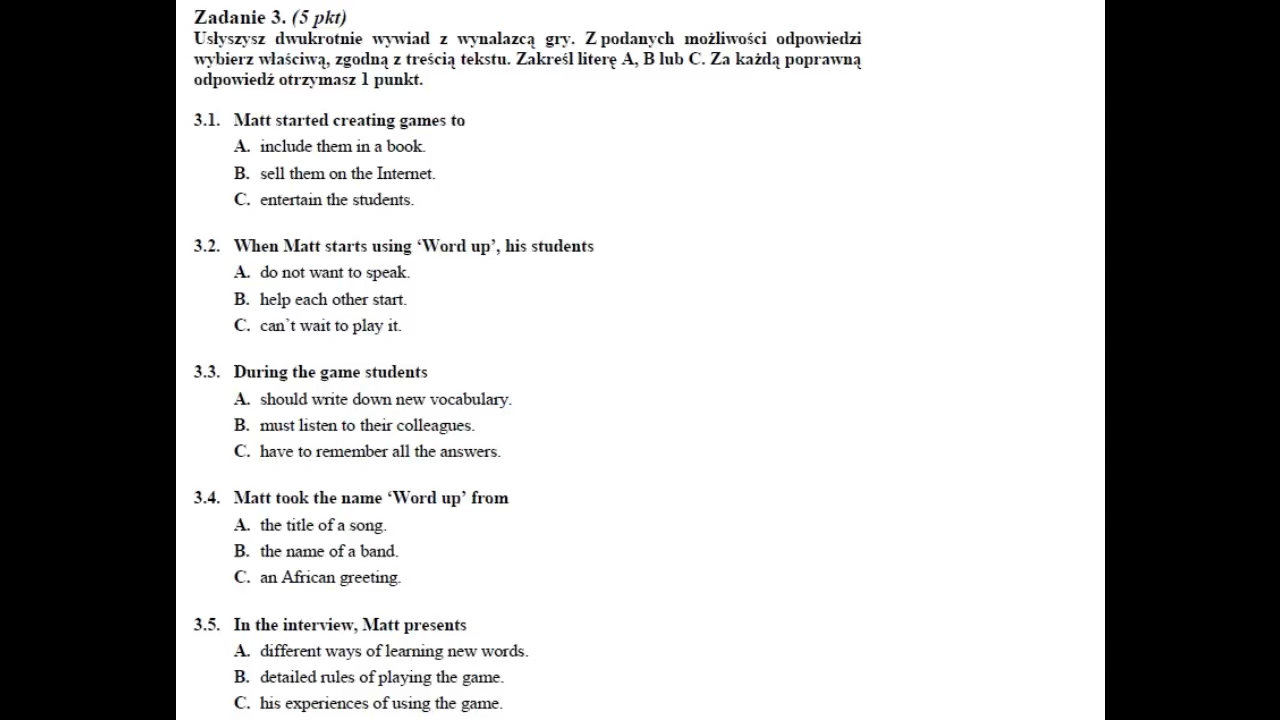 Zadanie 3. (5 pkt)
Usłyszysz dwukrotnie wywiad z wynalazcą gry. Z podanych możliwości odpowiedzi
wybierz właściwą, zgodną z treścią tekstu. Zakreśl literę A, B lub C. Za każdą poprawną
odpowiedź otrzymasz 1 punkt.
3.1. Matt started creating games to
A. include them in a book.
B. sell them on the Internet.
C. entertain the students.
3.2. When Matt starts using ‘Word up’, his students
A. do not want to speak.
B. help each other start.
C. can’t wait to play it.
3.3. During the game students
A. should write down new vocabulary.
B. must listen to their colleagues.
C. have to remember all the answers.
3.4. Matt took the name ‘Word up’ from
A. the title of a song.
B. the name of a band.
C. an African greeting.
3.5. In the interview, Matt presents
A. different ways of learning new words.
B. detailed rules of playing the game.
C. his experiences of using the game.